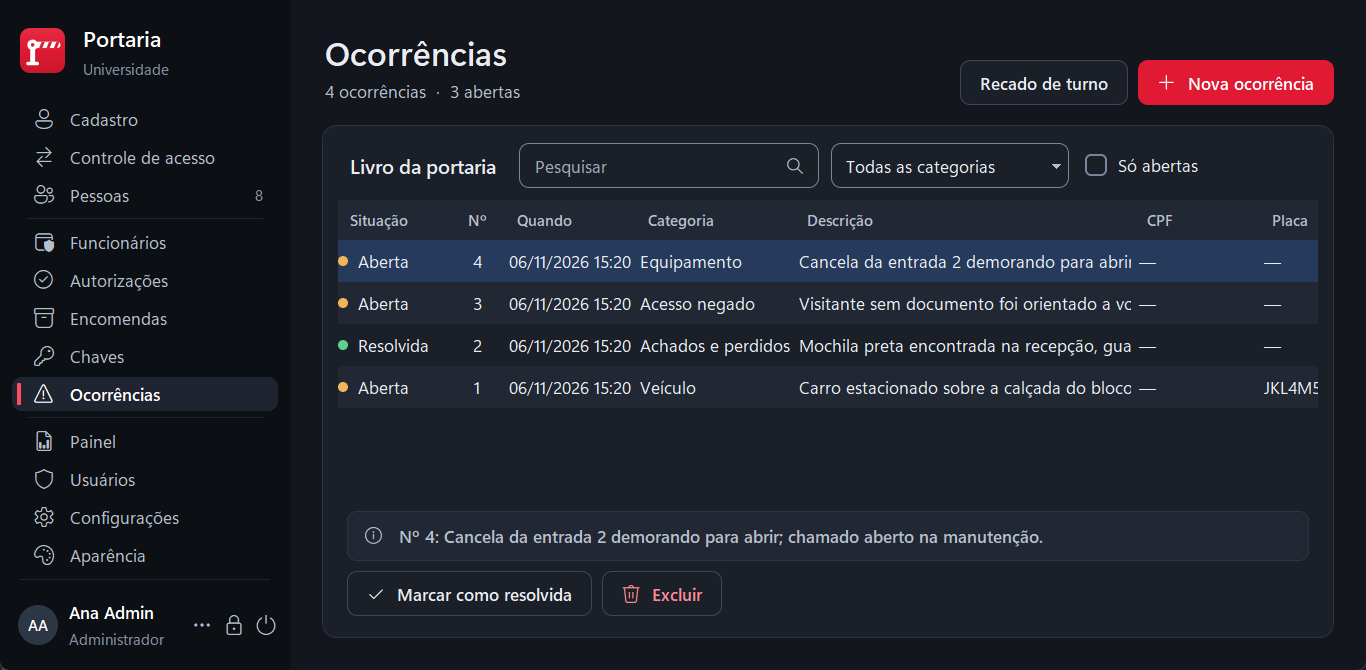 Portaria
Universidade
Cadastro
Controle de acesso
Pessoas 8
Funcionários
Autorizações
Encomendas
Chaves
Ocorrências
Painel
Usuários
Configurações
Aparência
AA
Ana Admin
Administrador
Ocorrências
4 ocorrências · 3 abertas
Recado de turno
Nova ocorrência
Livro da portaria
Pesquisar
Todas as categorias
Só abertas
Situação Nº Quando Categoria Descrição CPF Placa
Aberta 4 06/11/2026 15:20 Equipamento Cancela da entrada 2 demorando para abrir — —
Aberta 3 06/11/2026 15:20 Acesso negado Visitante sem documento foi orientado a vo — —
Resolvida 2 06/11/2026 15:20 Achados e perdidos Mochila preta encontrada na recepção, gua — —
Aberta 1 06/11/2026 15:20 Veículo Carro estacionado sobre a calçada do bloco — JKL4M5
Nº 4: Cancela da entrada 2 demorando para abrir; chamado aberto na manutenção.
Marcar como resolvida
Excluir